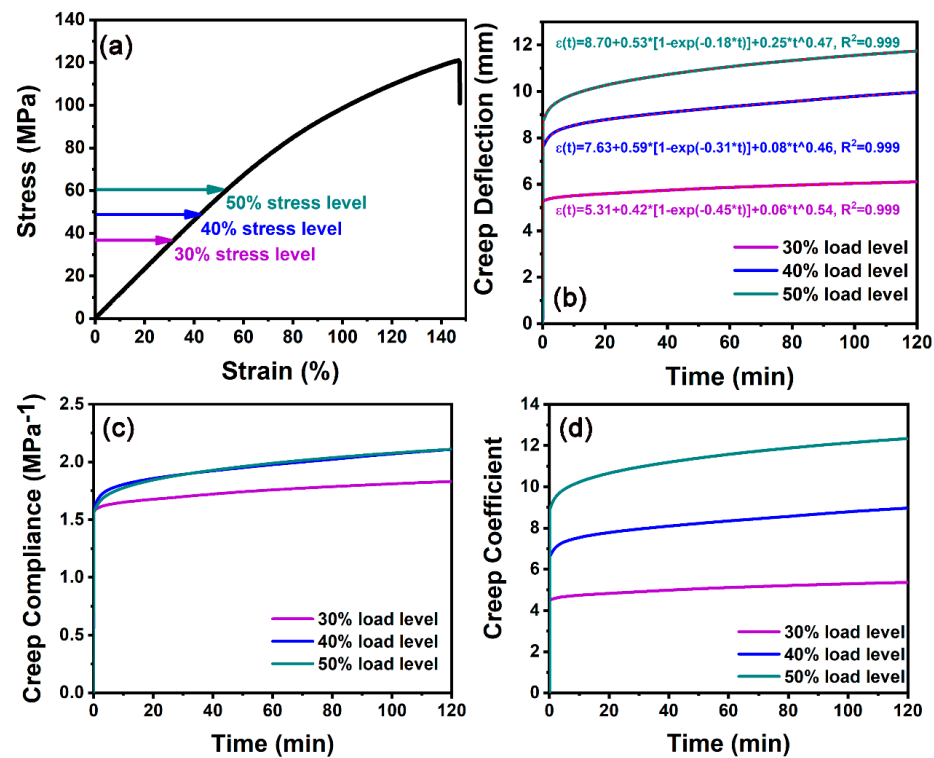 (a)
140
120
100
80
60
40
20
0
0
50
100
150
Stress (MPa)
Strain (%)
50% stress level
40% stress level
30% stress level
ε(t)=8.70+0.53*[1-exp(-0.18*t)]+0.25*t^0.47, R²=0.999
ε(t)=7.63+0.59*[1-exp(-0.31*t)]+0.08*t^0.46, R²=0.999
ε(t)=5.31+0.42*[1-exp(-0.45*t)]+0.06*t^0.54, R²=0.999
12
10
8
6
4
2
0
0
20
40
60
80
100
120
Creep Deflection (mm)
Time (min)
30% load level
40% load level
50% load level
(b)
(c)
2.5
2.0
1.5
1.0
0.5
0.0
0
20
40
60
80
100
120
Creep Compliance (MPa⁻¹)
Time (min)
30% load level
40% load level
50% load level
(d)
14
12
10
8
6
4
2
0
0
20
40
60
80
100
120
Creep Coefficient
Time (min)
30% load level
40% load level
50% load level